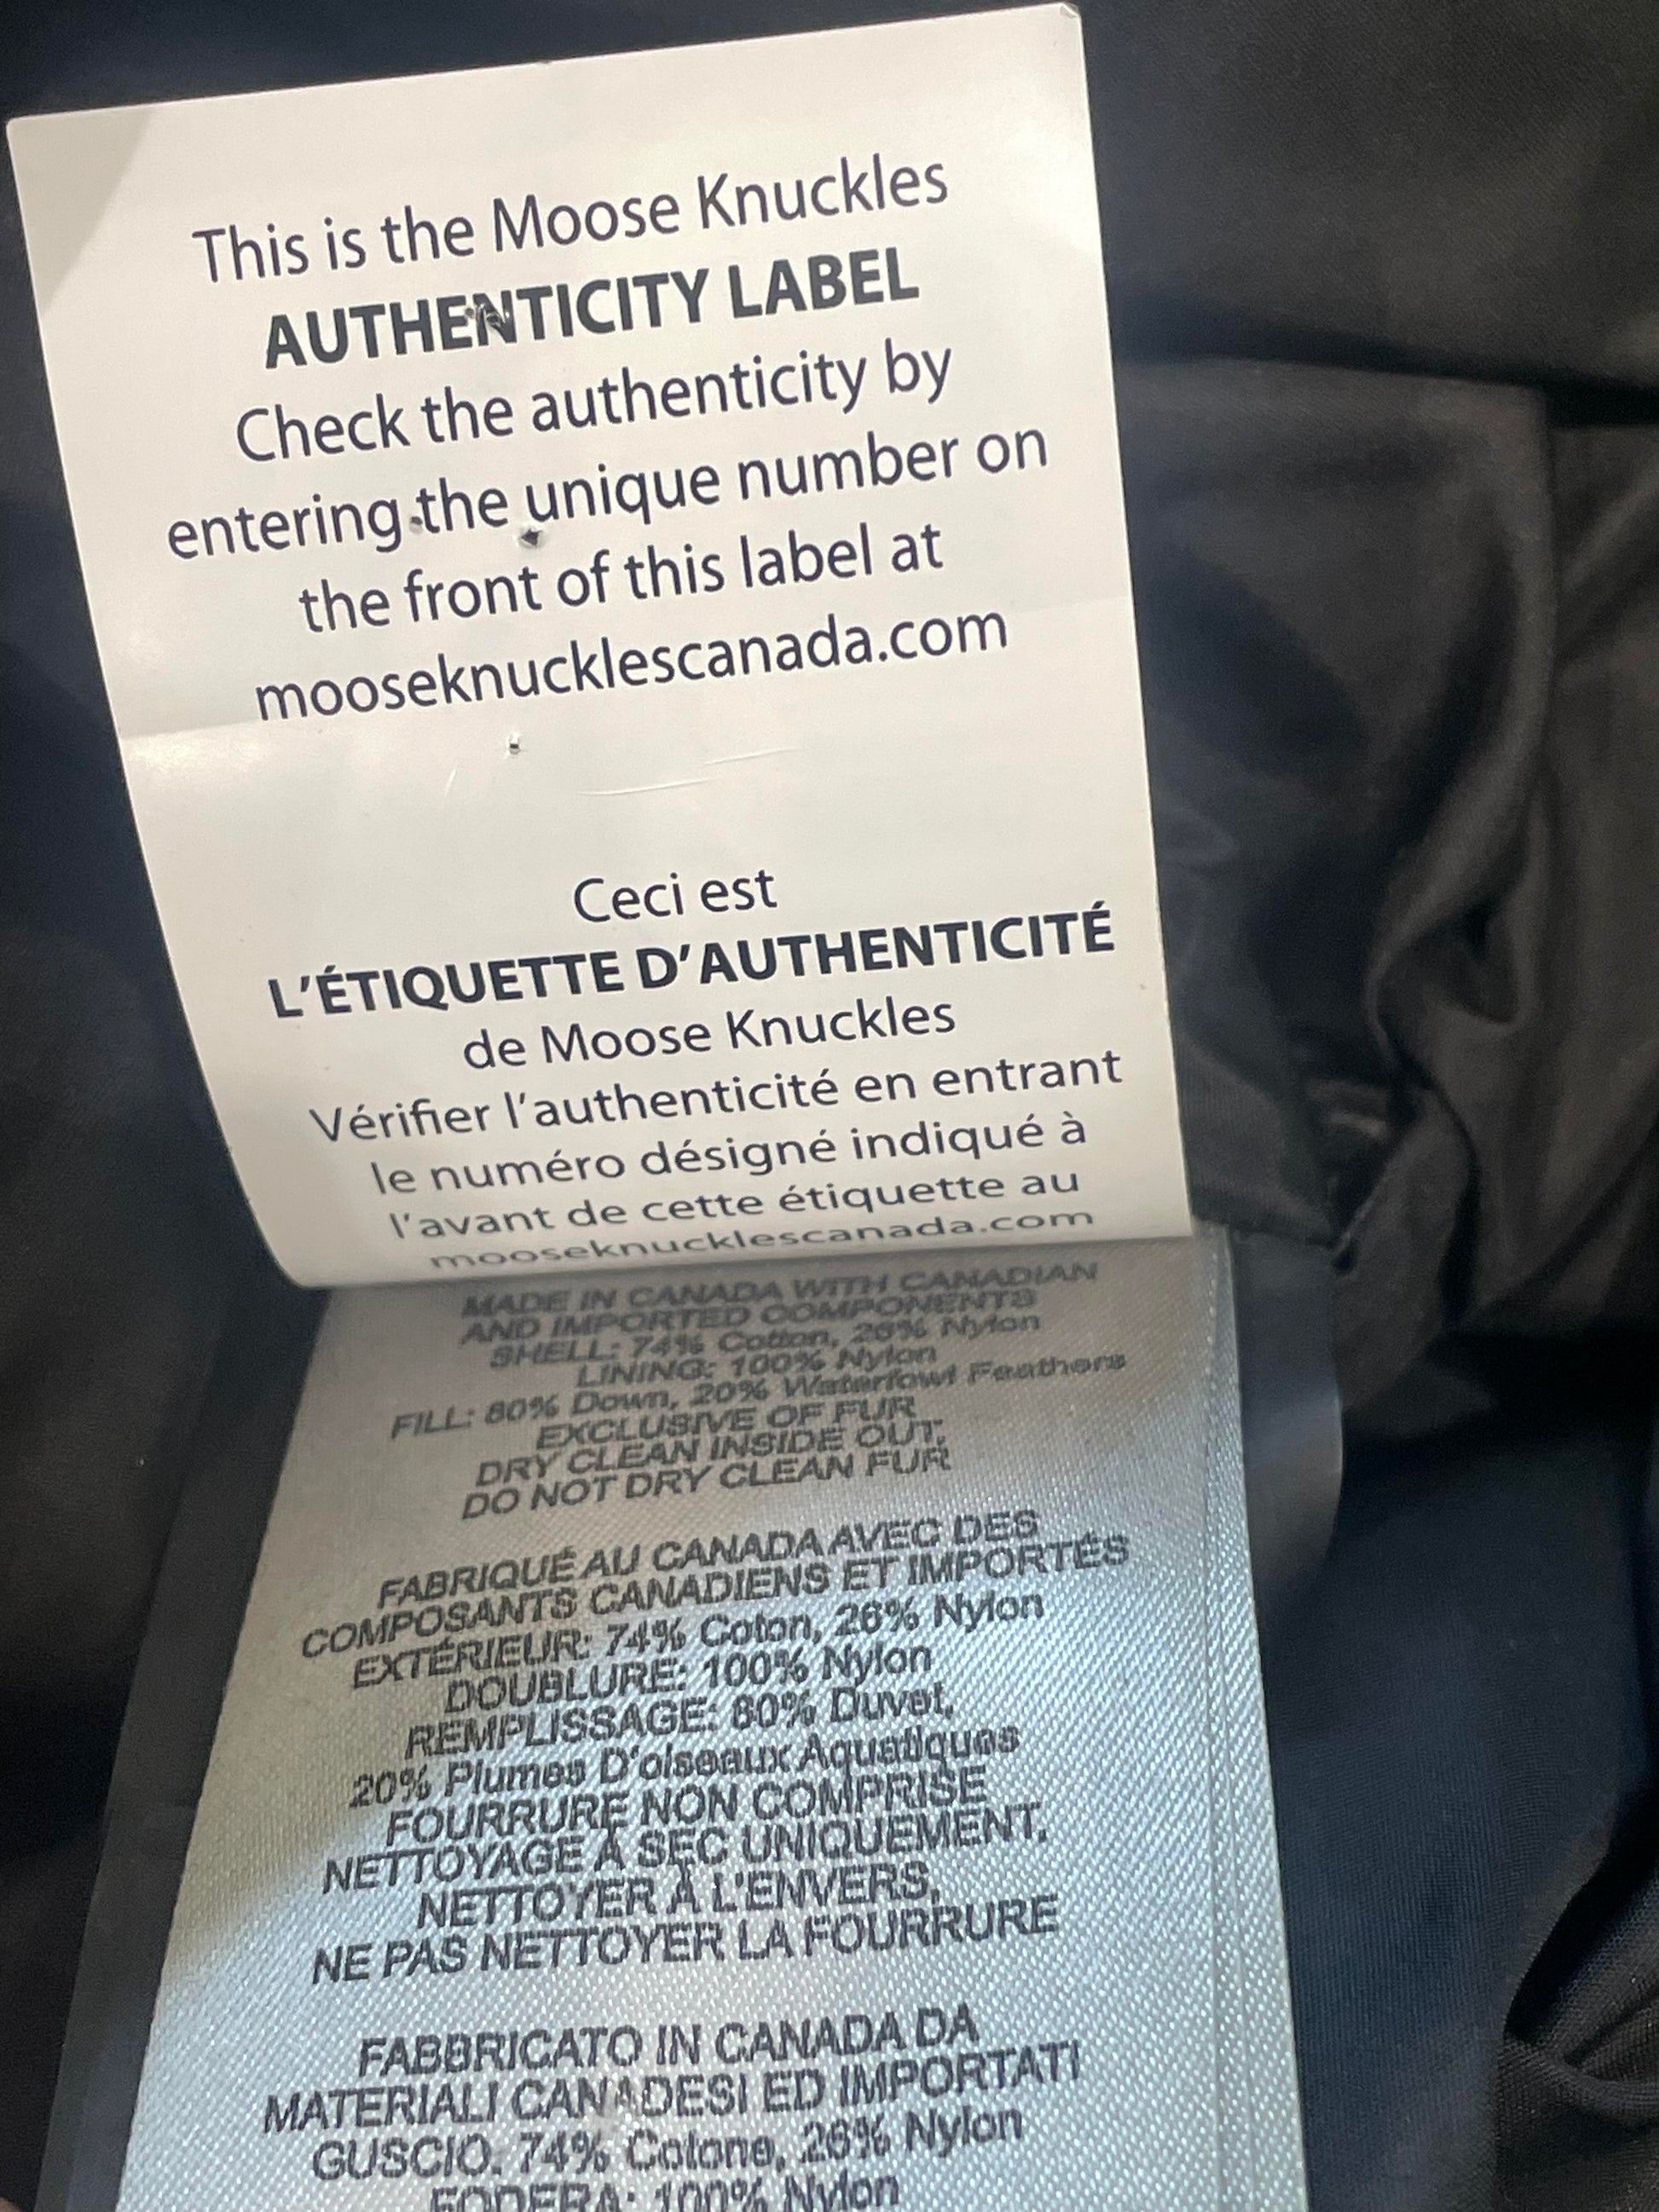 This is the Moose Knuckles
AUTHENTICITY LABEL
Check the authenticity by
entering the unique number on
the front of this label at
mooseknucklescanada.com
Ceci est
L'ÉTIQUETTE D'AUTHENTICITÉ
de Moose Knuckles
Vérifier l'authenticité en entrant
le numéro désigné indiqué à
l'avant de cette étiquette au
mooseknucklescanada.com
MADE IN CANADA WITH CANADIAN
AND IMPORTED COMPONENTS
SHELL: 74% Cotton, 26% Nylon
LINING: 100% Nylon
FILL: 80% Down, 20% Waterfowl Feathers
EXCLUSIVE OF FUR
DRY CLEAN INSIDE OUT,
DO NOT DRY CLEAN FUR
FABRIQUÉ AU CANADA AVEC DES
COMPOSANTS CANADIENS ET IMPORTÉS
EXTÉRIEUR: 74% Coton, 26% Nylon
DOUBLURE: 100% Nylon
REMPLISSAGE: 80% Duvet,
20% Plumes D'oiseaux Aquatiques
FOURRURE NON COMPRISE
NETTOYAGE À SEC UNIQUEMENT.
NETTOYER À L'ENVERS,
NE PAS NETTOYER LA FOURRURE
FABBRICATO IN CANADA DA
MATERIALI CANADESI ED IMPORTATI
GUSCIO. 74% Cotone, 26% Nylon
FODERA: 100% Nylon